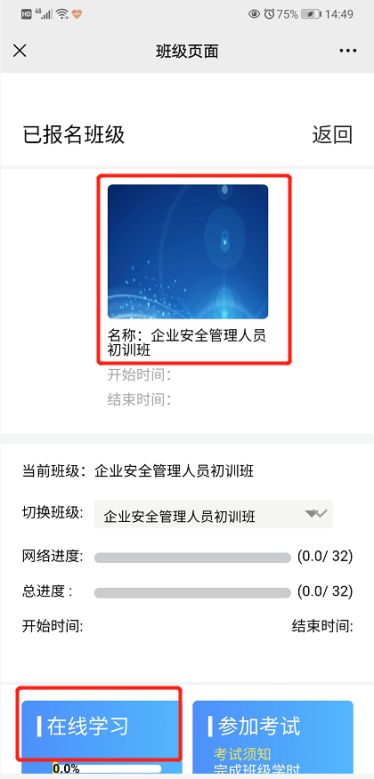 HD 4G 75% 14:49
班级页面
已报名班级 返回
名称：企业安全管理人员
初训班
开始时间：
结束时间：
当前班级：企业安全管理人员初训班
切换班级： 企业安全管理人员初训班
网络进度： (0.0/ 32)
总进度： (0.0/ 32)
开始时间: 结束时间:
在线学习 参加考试
考试须知
0.0% 完成班级学时